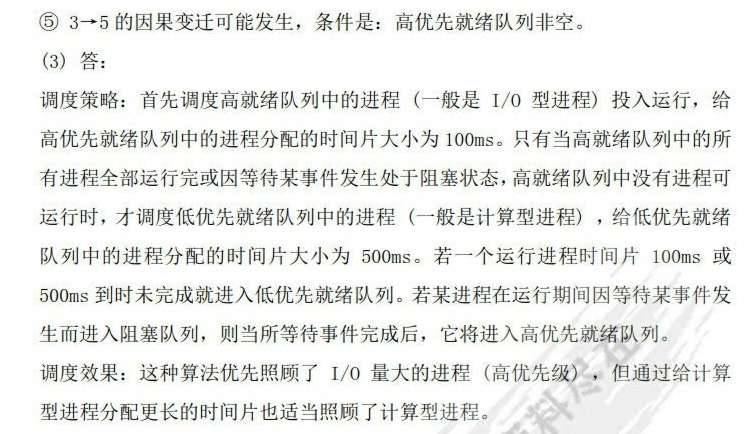 ⑤ 3→5 的因果变迁可能发生，条件是：高优先就绪队列非空。
(3) 答：
调度策略：首先调度高就绪队列中的进程（一般是 I/O 型进程）投入运行，给
高优先就绪队列中的进程分配的时间片大小为 100ms。只有当高就绪队列中的所
有进程全部运行完或因等待某事件发生处于阻塞状态，高就绪队列中没有进程可
运行时，才调度低优先就绪队列中的进程（一般是计算型进程），给低优先就绪
队列中的进程分配的时间片大小为 500ms。若一个运行进程时间片 100ms 或
500ms 到时未完成就进入低优先就绪队列。若某进程在运行期间因等待某事件发
生而进入阻塞队列，则当所等待事件完成后，它将进入高优先就绪队列。
调度效果：这种算法优先照顾了 I/O 量大的进程（高优先级），但通过给计算
型进程分配更长的时间片也适当照顾了计算型进程。